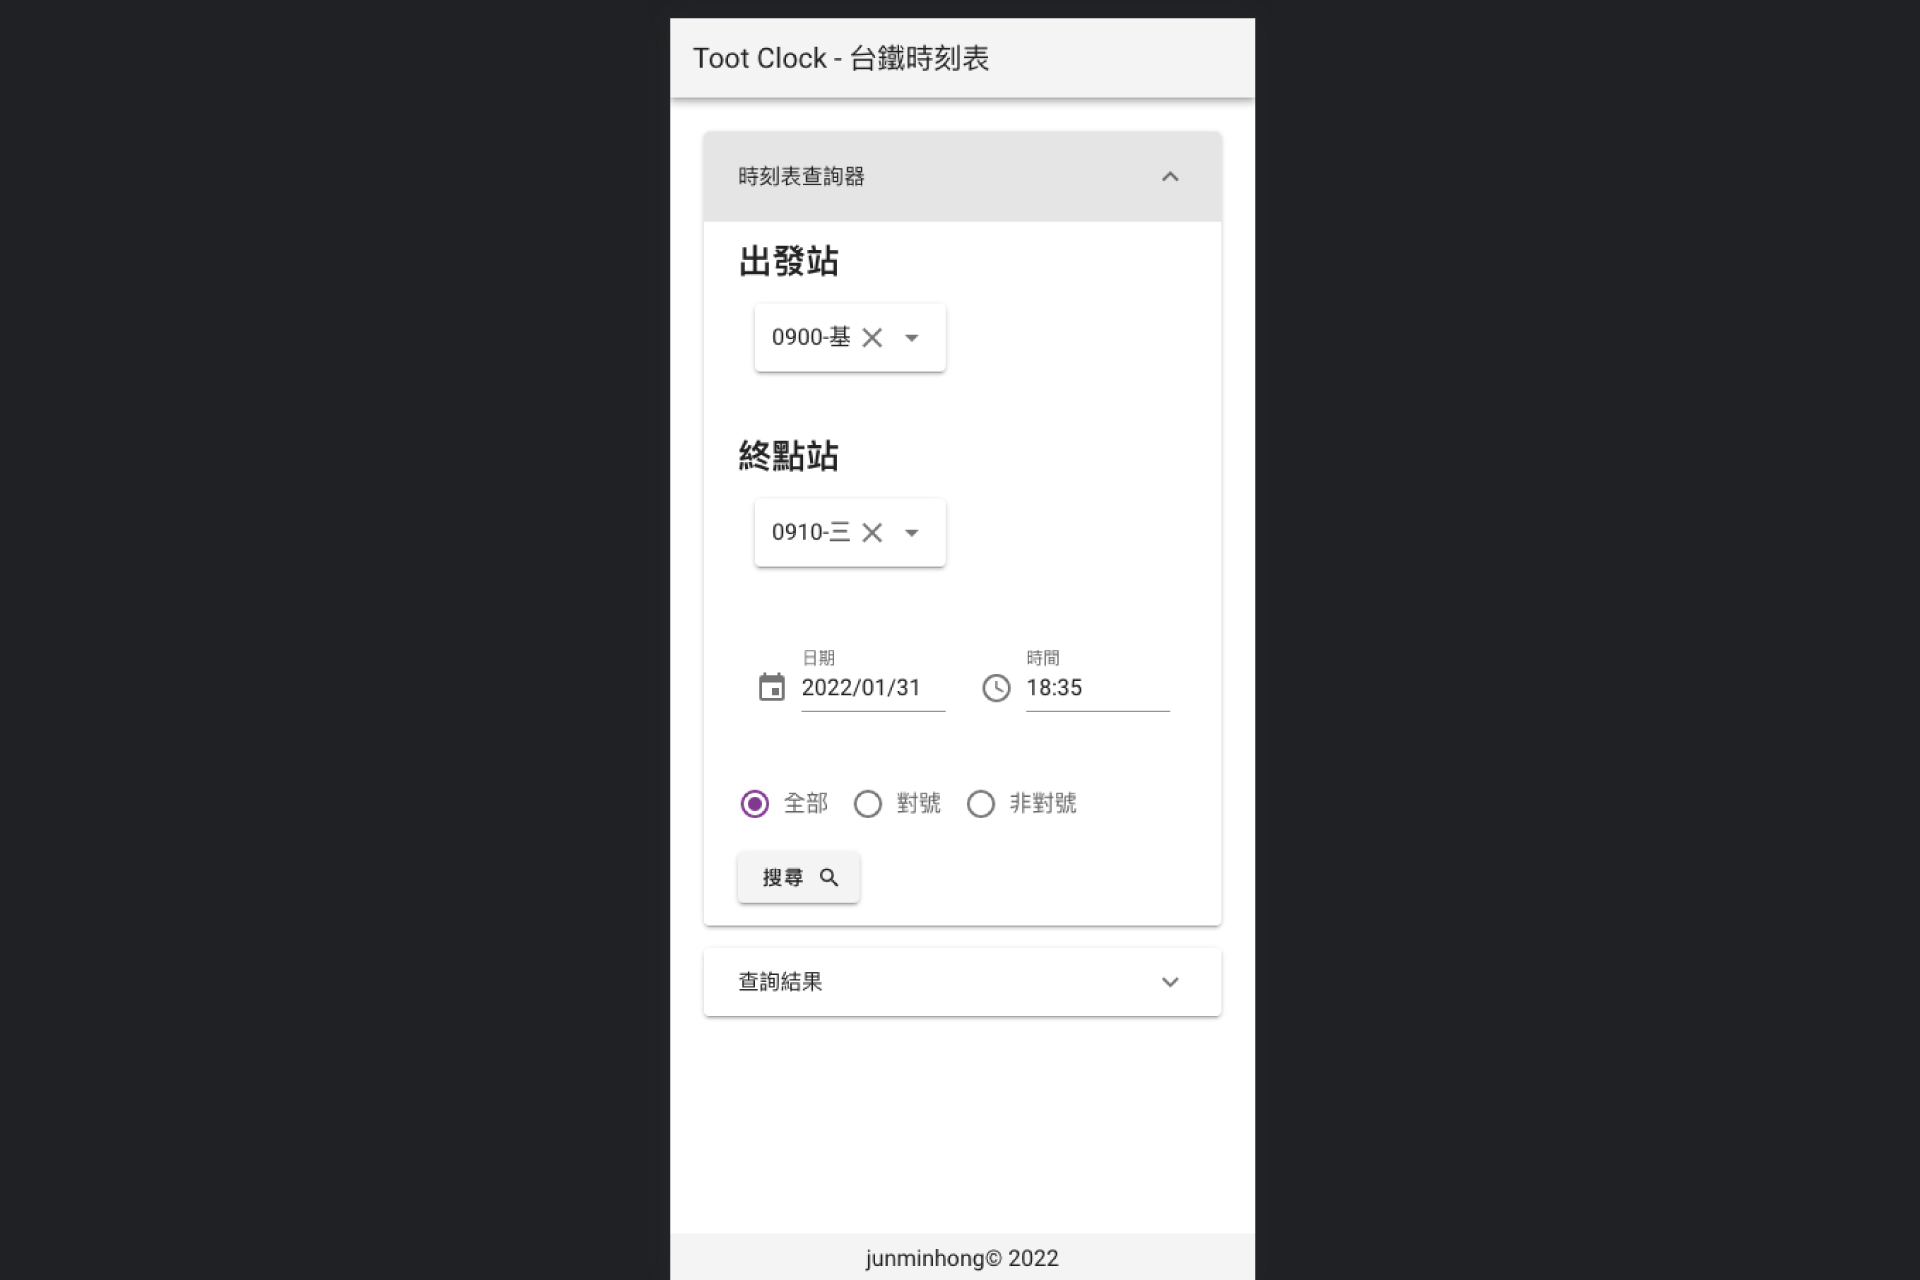 Toot Clock - 台鐵時刻表
時刻表查詢器
出發站
0900-基
終點站
0910-三
日期 時間
2022/01/31 18:35
全部 對號 非對號
搜尋
查詢結果
junminhong© 2022